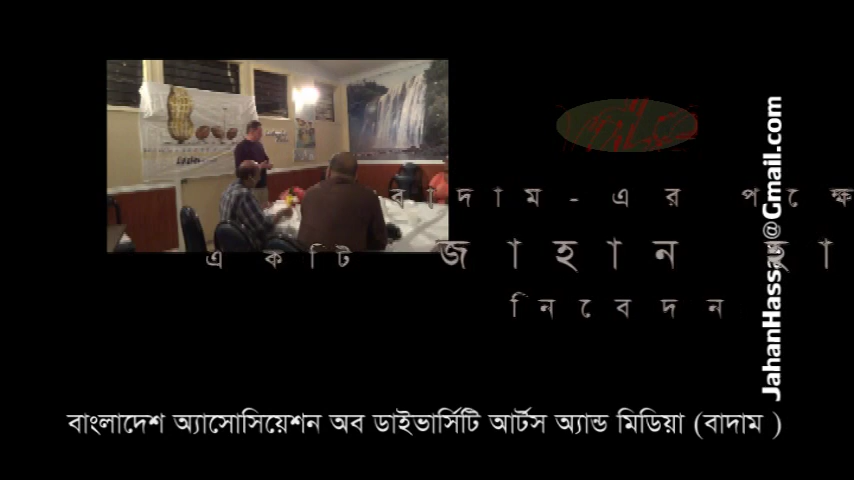 বাদাম-এর পক্ষে
একটি জাহান হা
নিবেদন
JahanHassan@Gmail.com
বাংলাদেশ অ্যাসোসিয়েশন অব ডাইভার্সিটি আর্টস অ্যান্ড মিডিয়া (বাদাম )